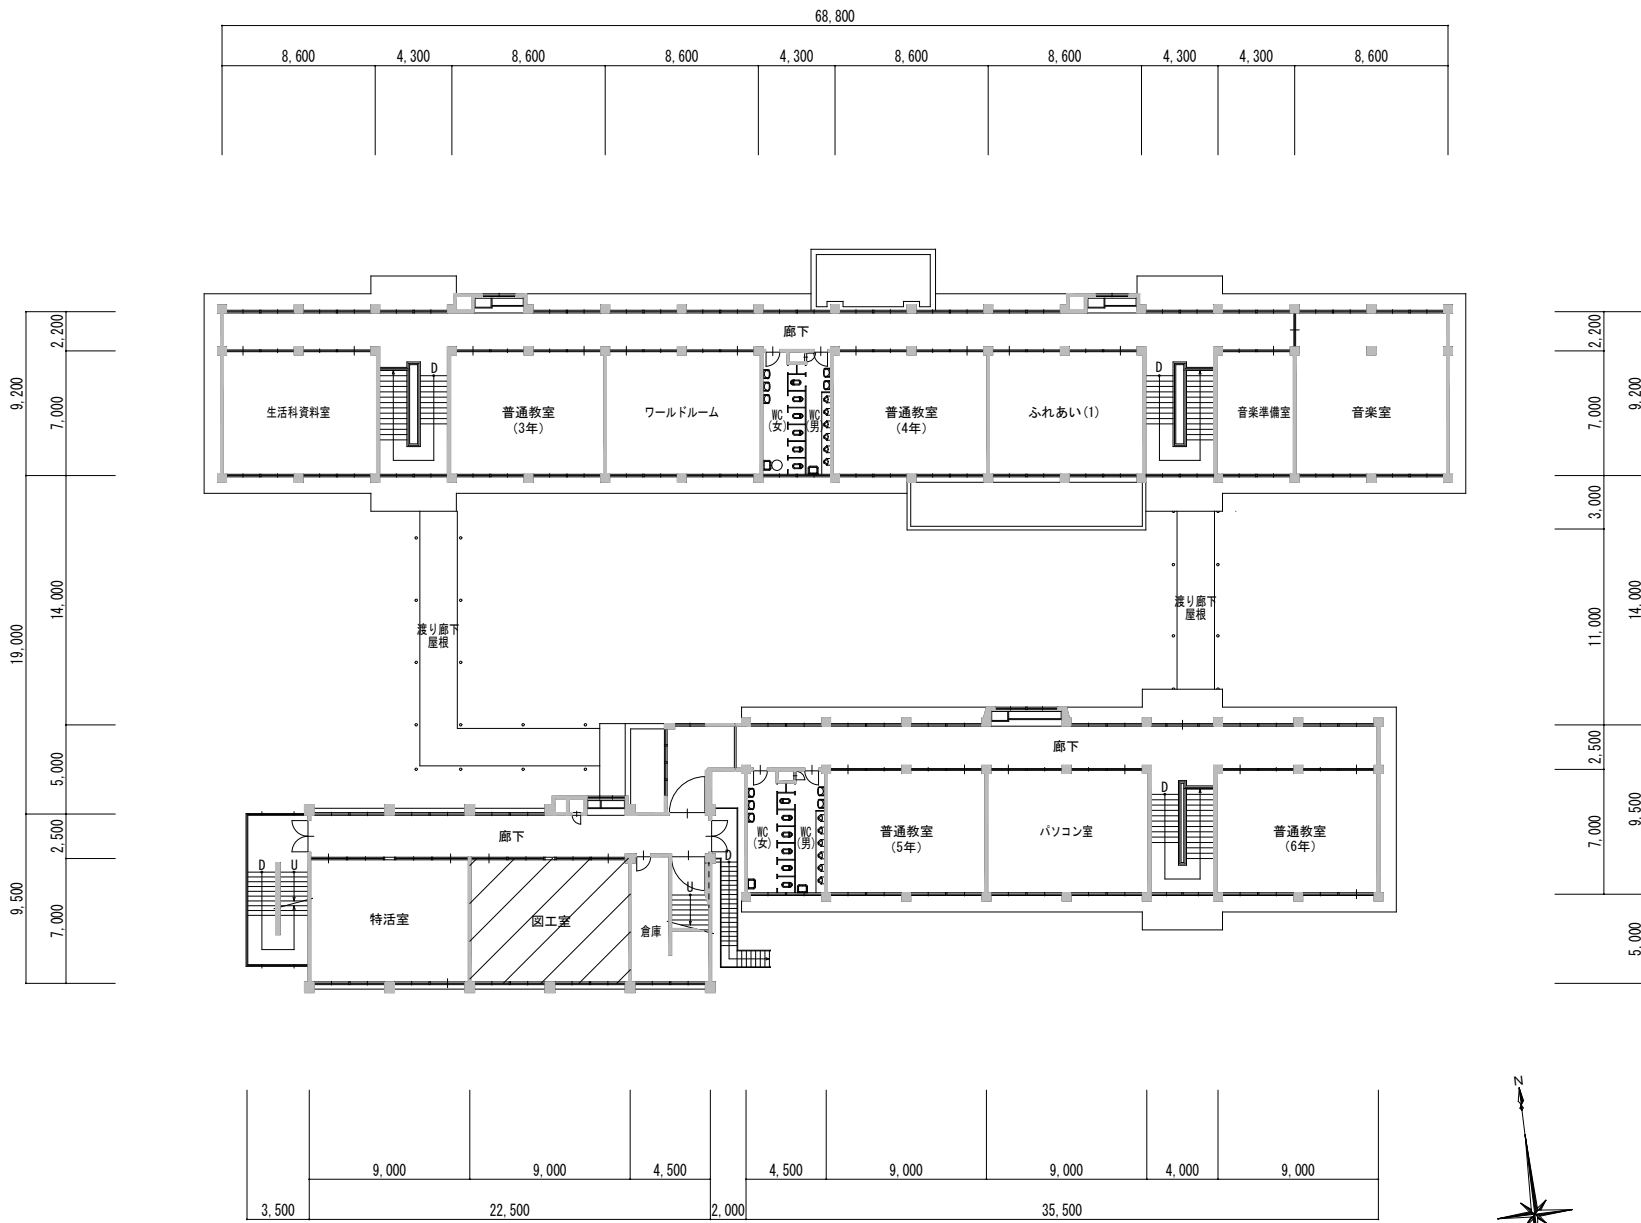 68,800
8,600 4,300 8,600 8,600 4,300 8,600 8,600 4,300 4,300 8,600
廊下
2,200
2,200
9,200
7,000
7,000
9,200
D
D
生活科資料室
普通教室
(3年)
ワールドルーム
WC
(女)
WC
(男)
普通教室
(4年)
ふれあい(1)
音楽準備室
音楽室
3,000
19,000
14,000
渡り廊下
屋根
渡り廊下
屋根
11,000
14,000
5,000
廊下
2,500
9,500
2,500
廊下
WC
(女)
WC
(男)
普通教室
(5年)
パソコン室
D
普通教室
(6年)
7,000
D U
D
U
9,500
7,000
特活室
図工室
倉庫
5,000
N
9,000 9,000 4,500 4,500 9,000 9,000 4,000 9,000
3,500 22,500 2,000 35,500